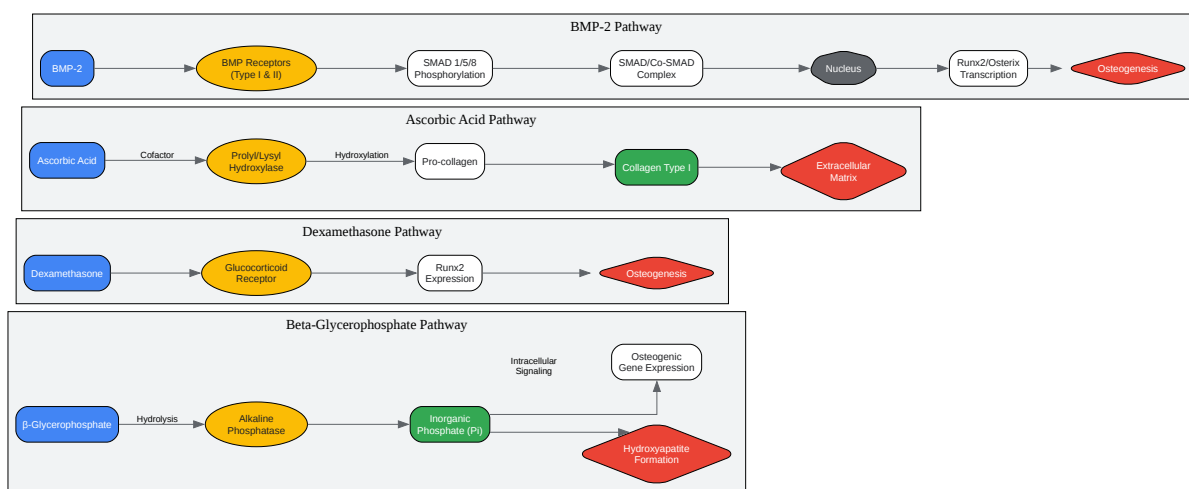 BMP-2 Pathway
BMP-2
BMP Receptors
(Type I & II)
SMAD 1/5/8
Phosphorylation
SMAD/Co-SMAD
Complex
Nucleus
Runx2/Osterix
Transcription
Osteogenesis
Ascorbic Acid Pathway
Ascorbic Acid
Cofactor
Prolyl/Lysyl
Hydroxylase
Hydroxylation
Pro-collagen
Collagen Type I
Extracellular
Matrix
Dexamethasone Pathway
Dexamethasone
Glucocorticoid
Receptor
Runx2
Expression
Osteogenesis
Beta-Glycerophosphate Pathway
β-Glycerophosphate
Hydrolysis
Alkaline
Phosphatase
Inorganic
Phosphate (Pi)
Intracellular
Signaling
Osteogenic
Gene Expression
Hydroxyapatite
Formation